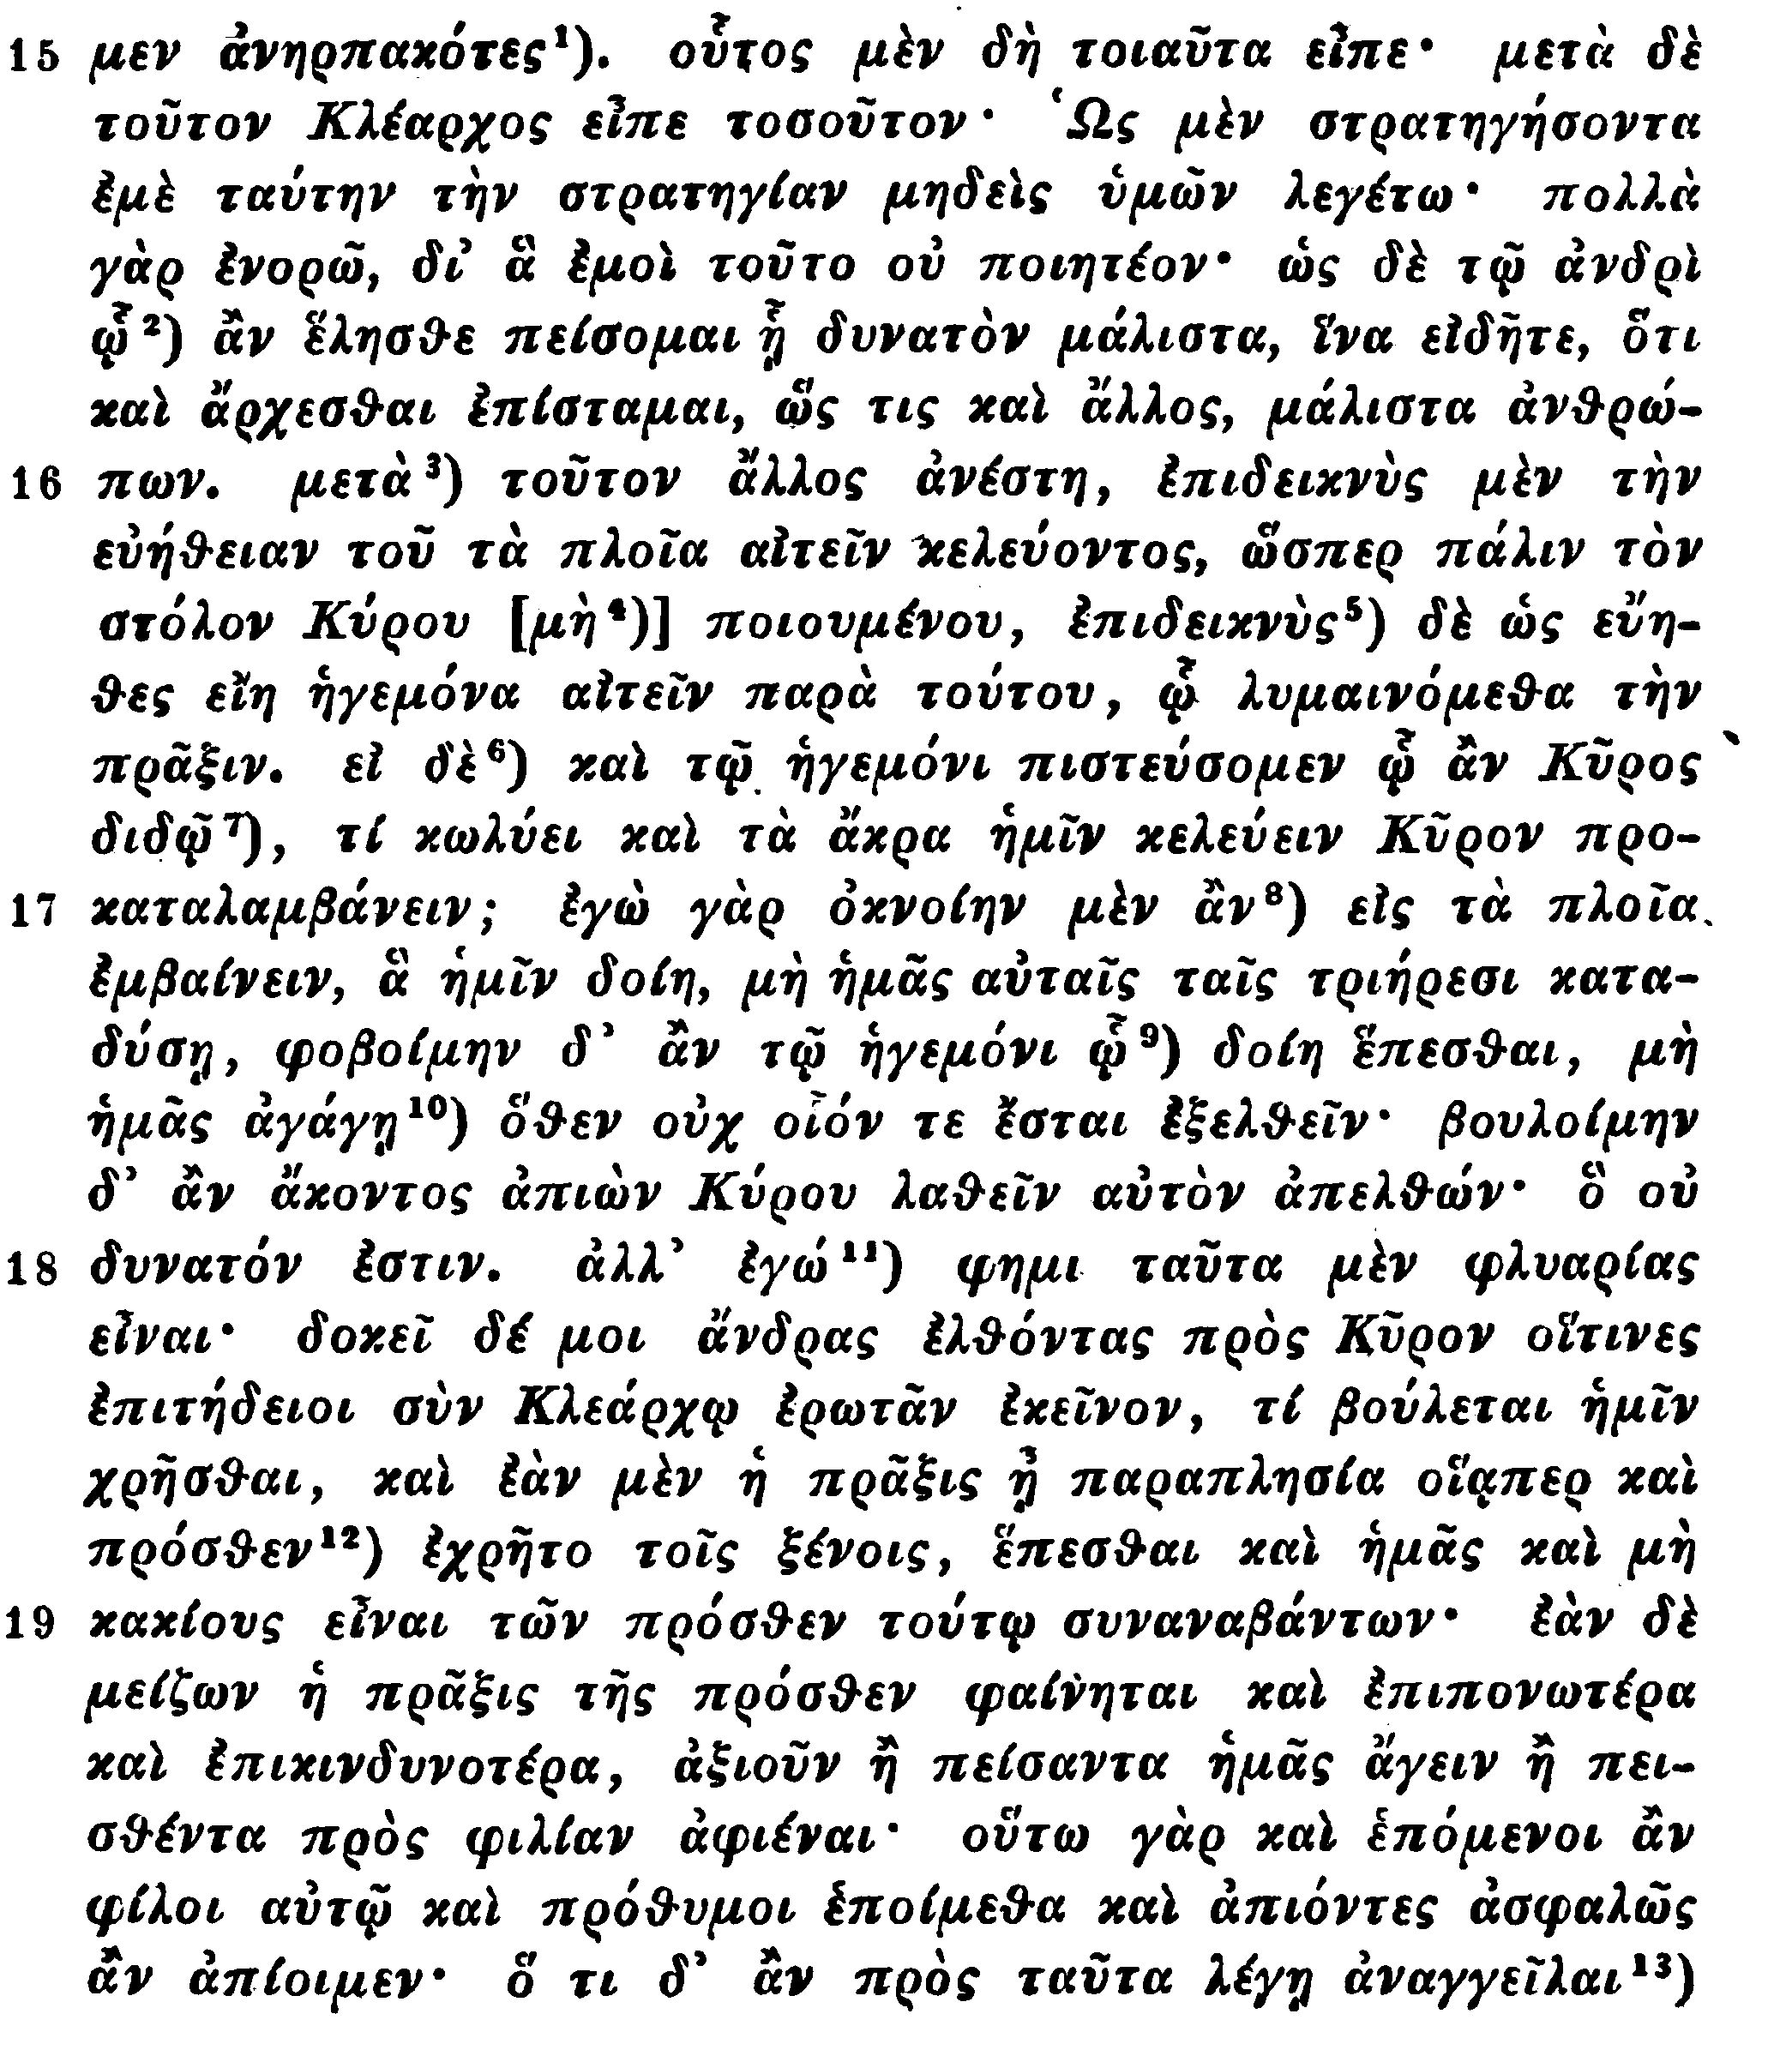 15 μεν ἀνηρπακότες¹). οὗτος μὲν δὴ τοιαῦτα εἶπε· μετὰ δὲ
τοῦτον Κλέαρχος εἶπε τοσοῦτον· Ὡς μὲν στρατηγήσοντα
ἐμὲ ταύτην τὴν στρατηγίαν μηδεὶς ὑμῶν λεγέτω· πολλὰ
γὰρ ἐνορῶ, δι’ ἃ ἐμοὶ τοῦτο οὐ ποιητέον· ὡς δὲ τῷ ἀνδρὶ
ᾧ²) ἂν ἕλησθε πείσομαι ᾗ δυνατὸν μάλιστα, ἵνα εἰδῆτε, ὅτι
καὶ ἄρχεσθαι ἐπίσταμαι, ὥς τις καὶ ἄλλος, μάλιστα ἀνθρώ-
16 πων. μετὰ³) τοῦτον ἄλλος ἀνέστη, ἐπιδεικνὺς μὲν τὴν
εὐήθειαν τοῦ τὰ πλοῖα αἰτεῖν κελεύοντος, ὥσπερ πάλιν τὸν
στόλον Κύρου [μὴ⁴)] ποιουμένου, ἐπιδεικνὺς⁵) δὲ ὡς εὔη-
θες εἴη ἡγεμόνα αἰτεῖν παρὰ τούτου, ᾧ λυμαινόμεθα τὴν
πρᾶξιν. εἰ δὲ⁶) καὶ τῷ ἡγεμόνι πιστεύσομεν ᾧ ἂν Κῦρος
διδῷ⁷), τί κωλύει καὶ τὰ ἄκρα ἡμῖν κελεύειν Κῦρον προ-
17 καταλαμβάνειν; ἐγὼ γὰρ ὀκνοίην μὲν ἂν⁸) εἰς τὰ πλοῖα
ἐμβαίνειν, ἃ ἡμῖν δοίη, μὴ ἡμᾶς αὐταῖς ταῖς τριήρεσι κατα-
δύσῃ, φοβοίμην δ’ ἂν τῷ ἡγεμόνι ᾧ⁹) δοίη ἕπεσθαι, μὴ
ἡμᾶς ἀγάγῃ¹⁰) ὅθεν οὐχ οἷόν τε ἔσται ἐξελθεῖν· βουλοίμην
δ’ ἂν ἄκοντος ἀπιὼν Κύρου λαθεῖν αὐτὸν ἀπελθών· ὃ οὐ
18 δυνατόν ἐστιν. ἀλλ’ ἐγώ¹¹) φημι ταῦτα μὲν φλυαρίας
εἶναι· δοκεῖ δέ μοι ἄνδρας ἐλθόντας πρὸς Κῦρον οἵτινες
ἐπιτήδειοι σὺν Κλεάρχῳ ἐρωτᾶν ἐκεῖνον, τί βούλεται ἡμῖν
χρῆσθαι, καὶ ἐὰν μὲν ἡ πρᾶξις ᾖ παραπλησία οἵᾳπερ καὶ
πρόσθεν¹²) ἐχρῆτο τοῖς ξένοις, ἕπεσθαι καὶ ἡμᾶς καὶ μὴ
19 κακίους εἶναι τῶν πρόσθεν τούτῳ συναναβάντων· ἐὰν δὲ
μείζων ἡ πρᾶξις τῆς πρόσθεν φαίνηται καὶ ἐπιπονωτέρα
καὶ ἐπικινδυνοτέρα, ἀξιοῦν ἢ πείσαντα ἡμᾶς ἄγειν ἢ πει-
σθέντα πρὸς φιλίαν ἀφιέναι· οὕτω γὰρ καὶ ἑπόμενοι ἂν
φίλοι αὐτῷ καὶ πρόθυμοι ἑποίμεθα καὶ ἀπιόντες ἀσφαλῶς
ἂν ἀπίοιμεν· ὅ τι δ’ ἂν πρὸς ταῦτα λέγῃ ἀναγγεῖλαι¹³)